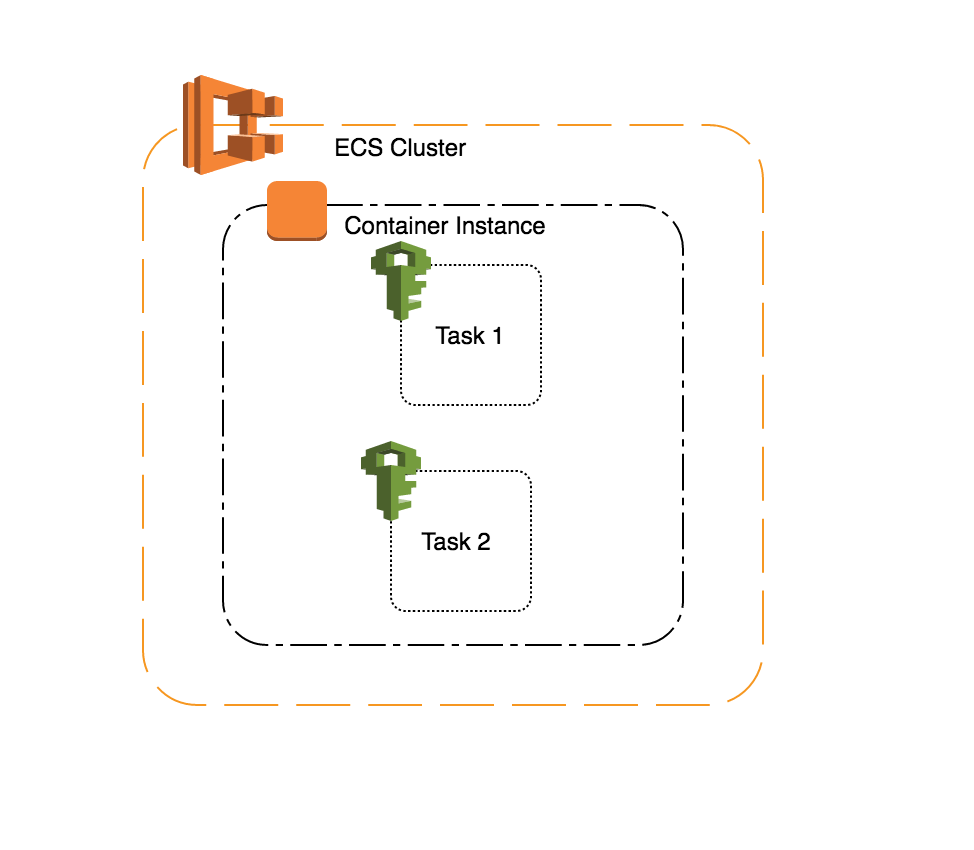 ECS Cluster
Container Instance
Task 1
Task 2